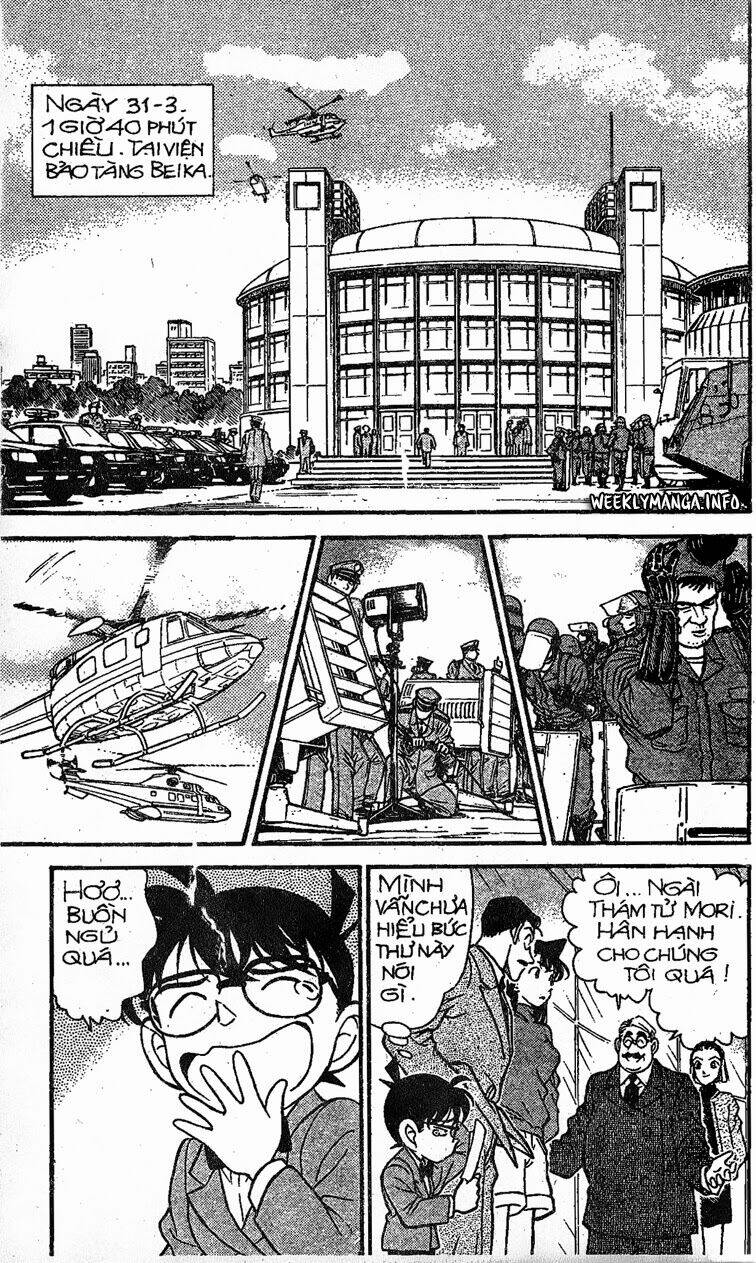 NGÀY 31-3.
1 GIỜ 40 PHÚT
CHIỀU. TẠI VIỆN
BẢO TÀNG BEIKA.
WEEKLYMANGA.INFO.
HƠƠ...
BUỒN
NGỦ
QUÁ...
MÌNH
VẪN CHƯA
HIỂU BỨC
THƯ NÀY
NÓI
GÌ.
ÔI... NGÀI
THÁM TỬ MORI.
HÂN HẠNH
CHO CHÚNG
TÔI QUÁ!